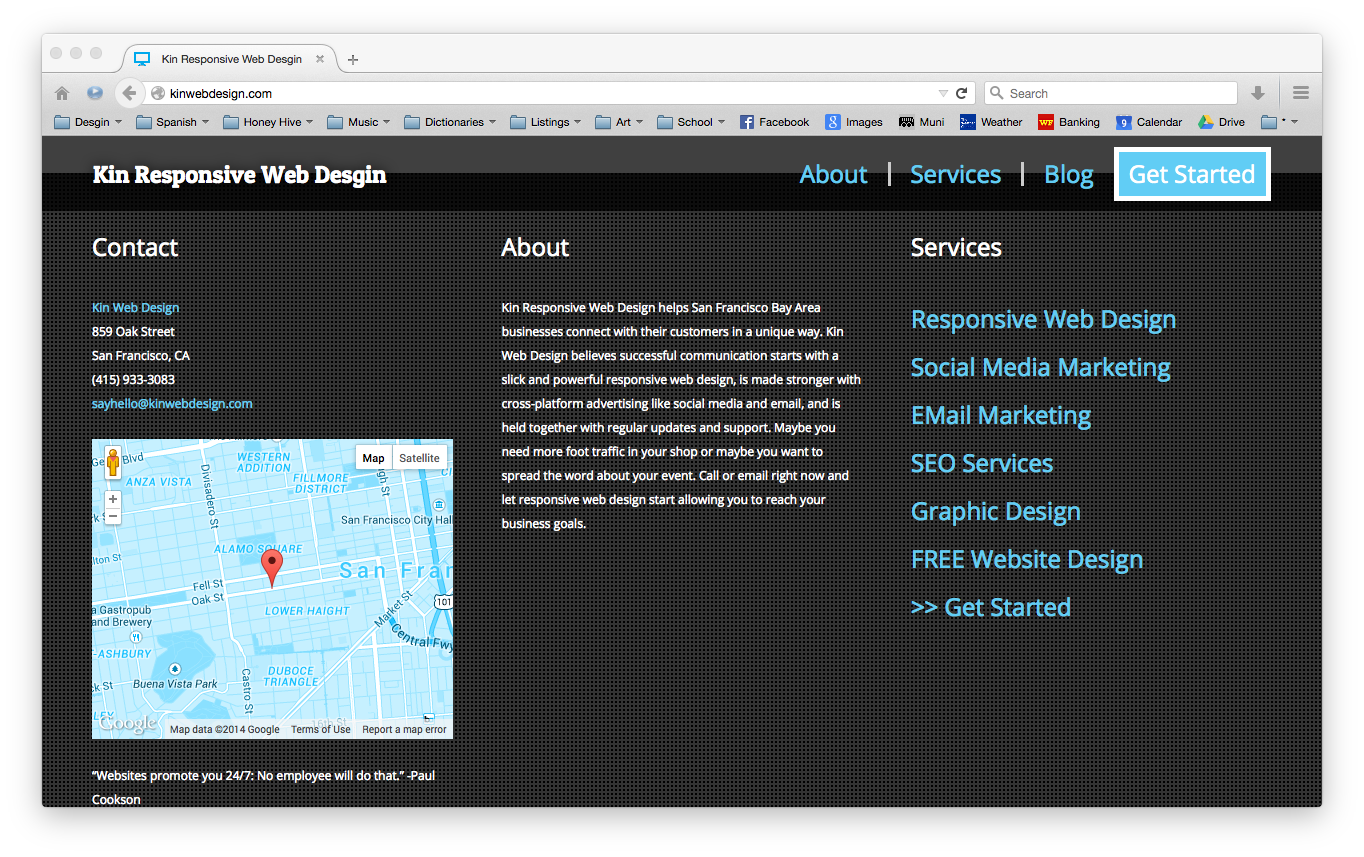 Kin Responsive Web Desgin
kinwebdesign.com
Search
Desgin Spanish Honey Hive Music Dictionaries Listings Art School Facebook Images Muni Weather Banking Calendar Drive *
Kin Responsive Web Desgin
About | Services | Blog Get Started
Contact
Kin Web Design
859 Oak Street
San Francisco, CA
(415) 933-3083
sayhello@kinwebdesign.com
Map Satellite
WESTERN
ADDITION
FILLMORE
DISTRICT
ANZA VISTA
Divisadero St
San Francisco City Hal
ALAMO SQUARE
San Fran
Fell St
Oak St
101
a Gastropub
and Brewery
LOWER HAIGHT
Market St
Central Fwy
-ASHBURY
DUBOCE
TRIANGLE
Buena Vista Park
Castro St
16th St
Google
Map data ©2014 Google Terms of Use Report a map error
“Websites promote you 24/7: No employee will do that.” -Paul
Cookson
About
Kin Responsive Web Design helps San Francisco Bay Area
businesses connect with their customers in a unique way. Kin
Web Design believes successful communication starts with a
slick and powerful responsive web design, is made stronger with
cross-platform advertising like social media and email, and is
held together with regular updates and support. Maybe you
need more foot traffic in your shop or maybe you want to
spread the word about your event. Call or email right now and
let responsive web design start allowing you to reach your
business goals.
Services
Responsive Web Design
Social Media Marketing
EMail Marketing
SEO Services
Graphic Design
FREE Website Design
>> Get Started